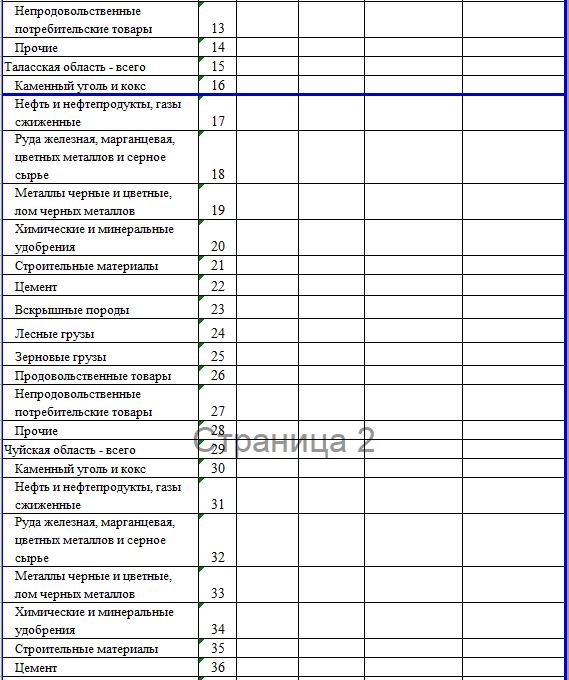 Непродовольственные
потребительские товары 13
Прочие 14
Таласская область - всего 15
Каменный уголь и кокс 16
Нефть и нефтепродукты, газы
сжиженные 17
Руда железная, марганцевая,
цветных металлов и серное
сырье 18
Металлы черные и цветные,
лом черных металлов 19
Химические и минеральные
удобрения 20
Строительные материалы 21
Цемент 22
Вскрышные породы 23
Лесные грузы 24
Зерновые грузы 25
Продовольственные товары 26
Непродовольственные
потребительские товары 27
Прочие 28
Страница 2
Чуйская область - всего 29
Каменный уголь и кокс 30
Нефть и нефтепродукты, газы
сжиженные 31
Руда железная, марганцевая,
цветных металлов и серное
сырье 32
Металлы черные и цветные,
лом черных металлов 33
Химические и минеральные
удобрения 34
Строительные материалы 35
Цемент 36